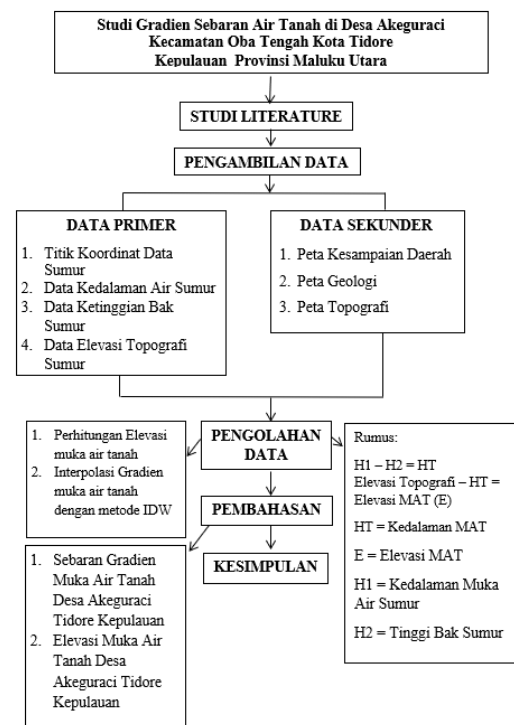 Studi Gradien Sebaran Air Tanah di Desa Akeguraci
Kecamatan Oba Tengah Kota Tidore
Kepulauan Provinsi Maluku Utara
STUDI LITERATURE
PENGAMBILAN DATA
DATA PRIMER
1. Titik Koordinat Data
Sumur
2. Data Kedalaman Air Sumur
3. Data Ketinggian Bak
Sumur
4. Data Elevasi Topografi
Sumur
DATA SEKUNDER
1. Peta Kesampaian Daerah
2. Peta Geologi
3. Peta Topografi
1. Perhitungan Elevasi
muka air tanah
2. Interpolasi Gradien
muka air tanah
dengan metode IDW
PENGOLAHAN
DATA
Rumus:
H1 – H2 = HT
Elevasi Topografi – HT =
Elevasi MAT (E)
HT = Kedalaman MAT
E = Elevasi MAT
H1 = Kedalaman Muka
Air Sumur
H2 = Tinggi Bak Sumur
PEMBAHASAN
1. Sebaran Gradien
Muka Air Tanah
Desa Akeguraci
Tidore Kepulauan
2. Elevasi Muka Air
Tanah Desa
Akeguraci Tidore
Kepulauan
KESIMPULAN